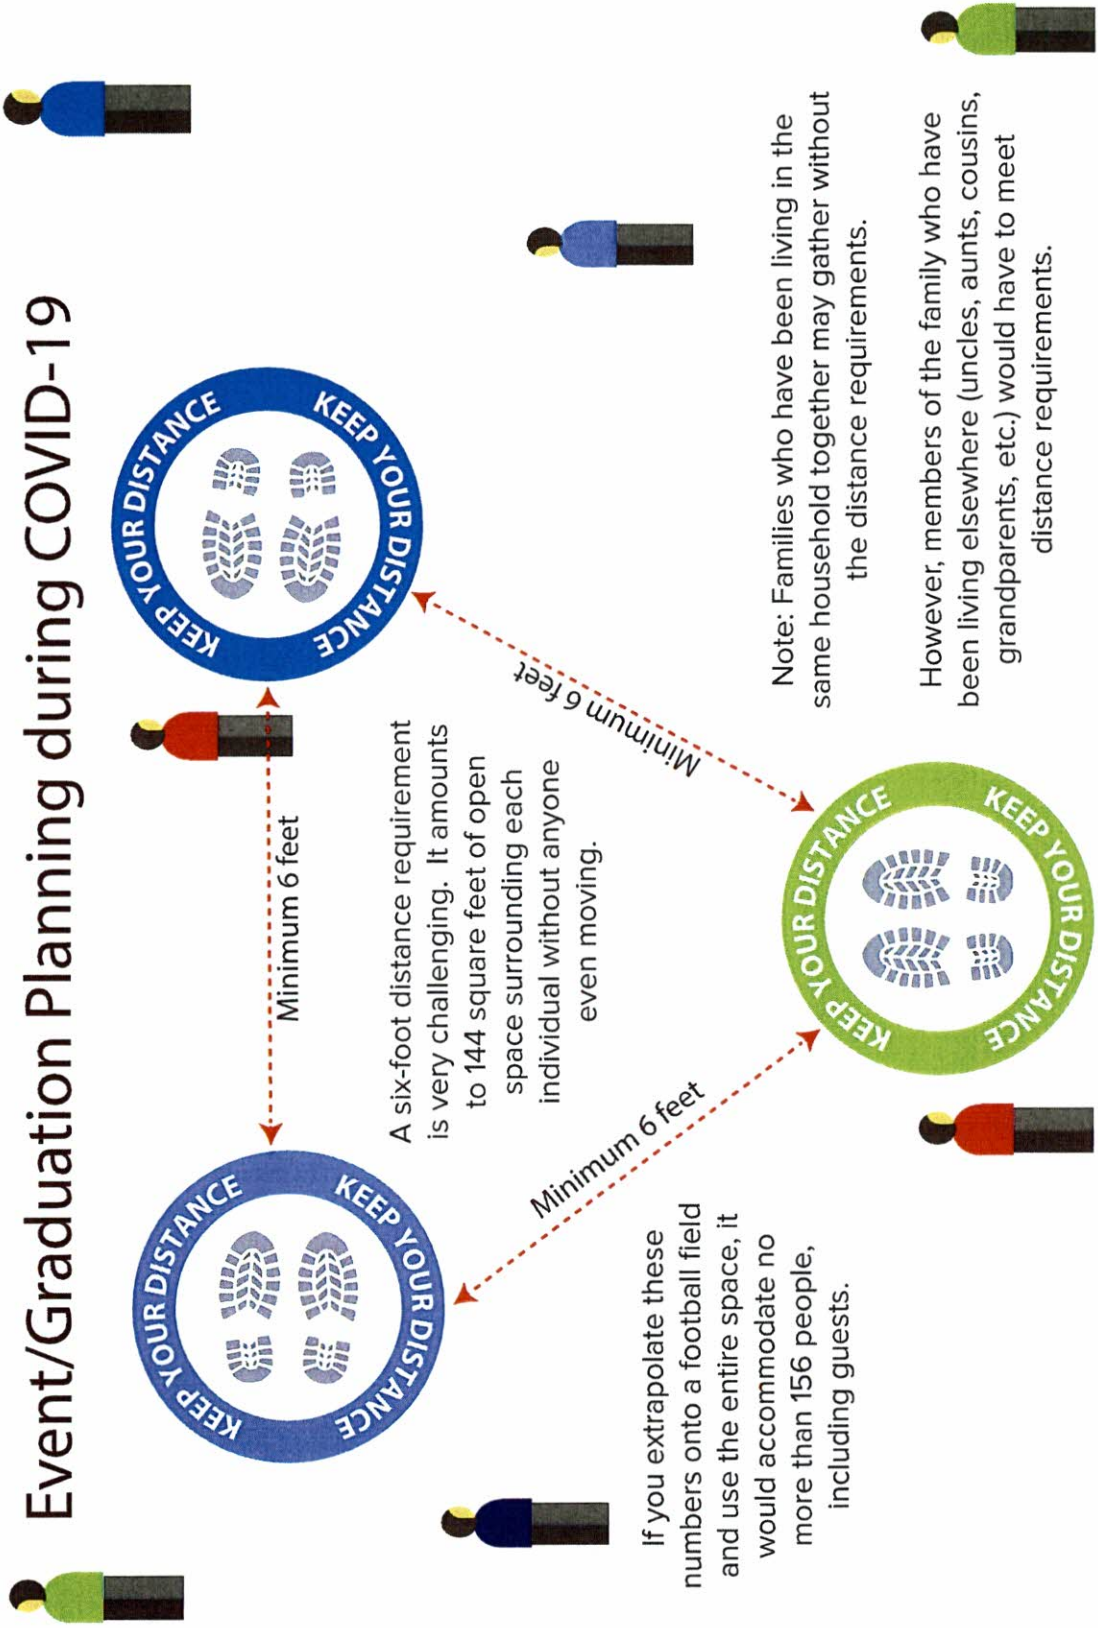 Event/Graduation Planning during COVID-19
KEEP YOUR DISTANCE
KEEP YOUR DISTANCE
Minimum 6 feet
KEEP YOUR DISTANCE
KEEP YOUR DISTANCE
A six-foot distance requirement
is very challenging. It amounts
to 144 square feet of open
space surrounding each
individual without anyone
even moving.
Minimum 6 feet
Minimum 6 feet
If you extrapolate these
numbers onto a football field
and use the entire space, it
would accommodate no
more than 156 people,
including guests.
KEEP YOUR DISTANCE
KEEP YOUR DISTANCE
Note: Families who have been living in the
same household together may gather without
the distance requirements.
However, members of the family who have
been living elsewhere (uncles, aunts, cousins,
grandparents, etc.) would have to meet
distance requirements.